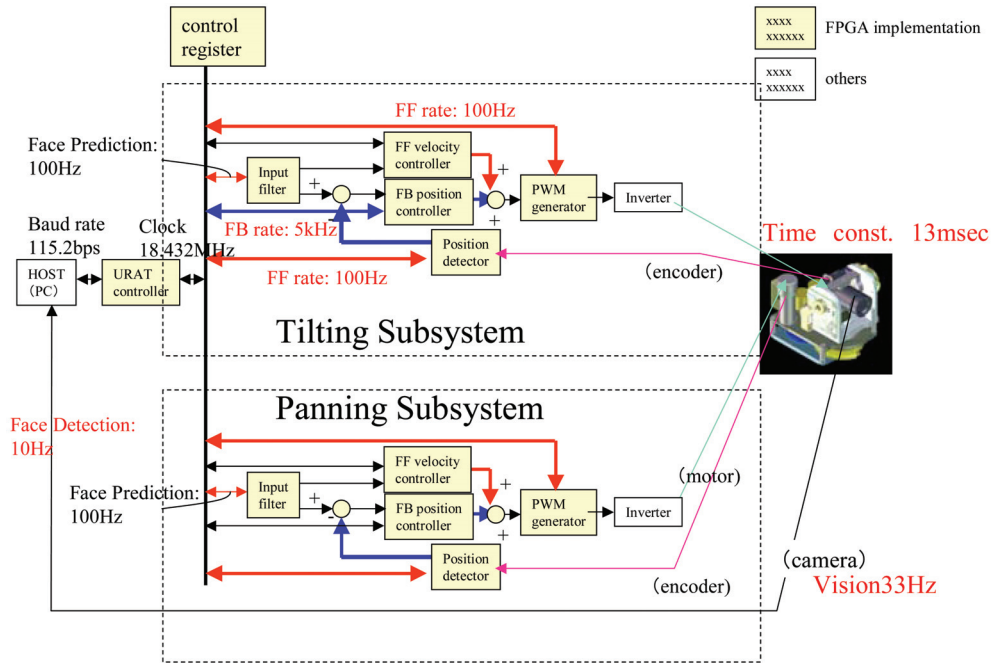 control
register
xxxx
xxxxxx
FPGA implementation
xxxx
xxxxxx
others
FF rate: 100Hz
Face Prediction:
100Hz
Input
filter
+
-
FF velocity
controller
FB position
controller
+
+
PWM
generator
Inverter
FB rate: 5kHz
Position
detector
FF rate: 100Hz
(encoder)
Time const. 13msec
Baud rate
115.2bps
Clock
18.432MHz
HOST
(PC)
URAT
controller
Tilting Subsystem
Panning Subsystem
Face Detection:
10Hz
Face Prediction:
100Hz
Input
filter
+
-
FF velocity
controller
FB position
controller
+
+
PWM
generator
Inverter
(motor)
Position
detector
(encoder)
(camera)
Vision33Hz